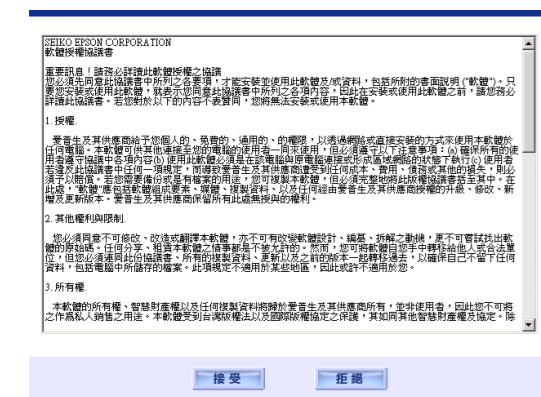 SEIKO EPSON CORPORATION
軟體授權協議書
重要訊息！請務必詳讀此軟體授權之協議
您必須先同意此協議書中所列之各要項，才能安裝並使用此軟體及/或資料，包括所附的書面說明 ("軟體")。只
要您安裝或使用此軟體，就表示您同意此協議書中所列之各項內容，因此在安裝或使用此軟體之前，請您務必
詳讀此協議書。若您對於以下的內容不表贊同，您將無法安裝或使用本軟體。
1. 授權.
愛普生及其供應商給予您個人的、免費的、通用的、的權限，以透過網路或直接安裝的方式來使用本軟體於
任何電腦。本軟體可供其他連接至您的電腦的使用者一同來使用，但必須遵守以下注意事項：(a) 確保所有的使
用者遵守協議中各項內容(b) 使用此軟體必須是在該電腦與原電腦連接或形成區域網路的狀態下執行(c) 使用者
若違反此協議書中任何一項規定，而導致愛普生及其供應商遭受到任何成本、費用、債務或其他的損失，則必
須予以賠償。若您需要備份或是有檔案的用途，您可複製本軟體，但必須完整地將此版權協議書括至其中。在
此處，"軟體"應包括軟體組成要素、媒體、複製資料、以及任何經由愛普生及其供應商授權的升級、修改、新
增及更新版本。愛普生及其供應商保留所有此處無授與的權利。
2. 其他權利與限制.
您必須同意不可修改、改造或翻譯本軟體，亦不可有改變軟體設計、編纂、拆解之動機，更不可嘗試找出軟
體的原始碼。任何分享、租賃本軟體之情事都是不被允許的。然而，您可將軟體自您手中轉移給他人或合法單
位，但您必須連同此份協議書、所有的複製資料、更新以及之前的版本一起轉移過去，以確保自己不留下任何
資料，包括電腦中所儲存的檔案。此項規定不適用於某些地區，因此或許不適用於您。
3. 所有權.
本軟體的所有權、智慧財產權以及任何複製資料將歸於愛普生及其供應商所有，並非使用者，因此您不可將
之作為私人銷售之用途。本軟體受到台灣版權法以及國際版權協定之保護，其如同其他智慧財產權及協定。除
接受
拒絕